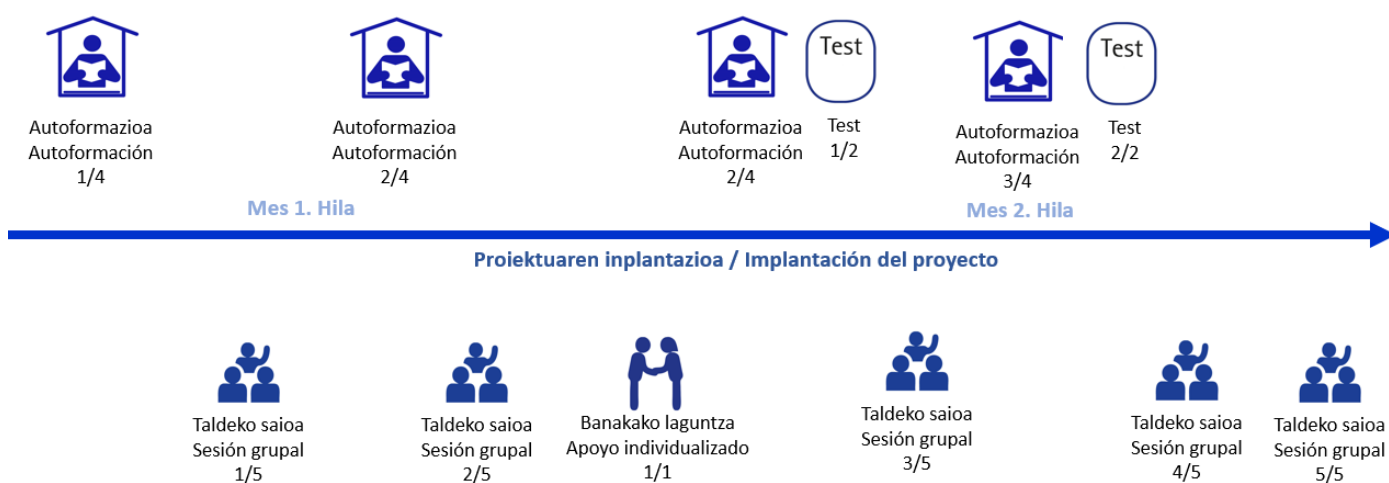 Test
Test
Autoformazioa
Autoformación
1/4
Autoformazioa
Autoformación
2/4
Autoformazioa
Autoformación
2/4
Test
1/2
Autoformazioa
Autoformación
3/4
Test
2/2
Mes 1. Hila
Mes 2. Hila
Proiektuaren inplantazioa / Implantación del proyecto
Taldeko saioa
Sesión grupal
1/5
Taldeko saioa
Sesión grupal
2/5
Banakako laguntza
Apoyo individualizado
1/1
Taldeko saioa
Sesión grupal
3/5
Taldeko saioa
Sesión grupal
4/5
Taldeko saioa
Sesión grupal
5/5